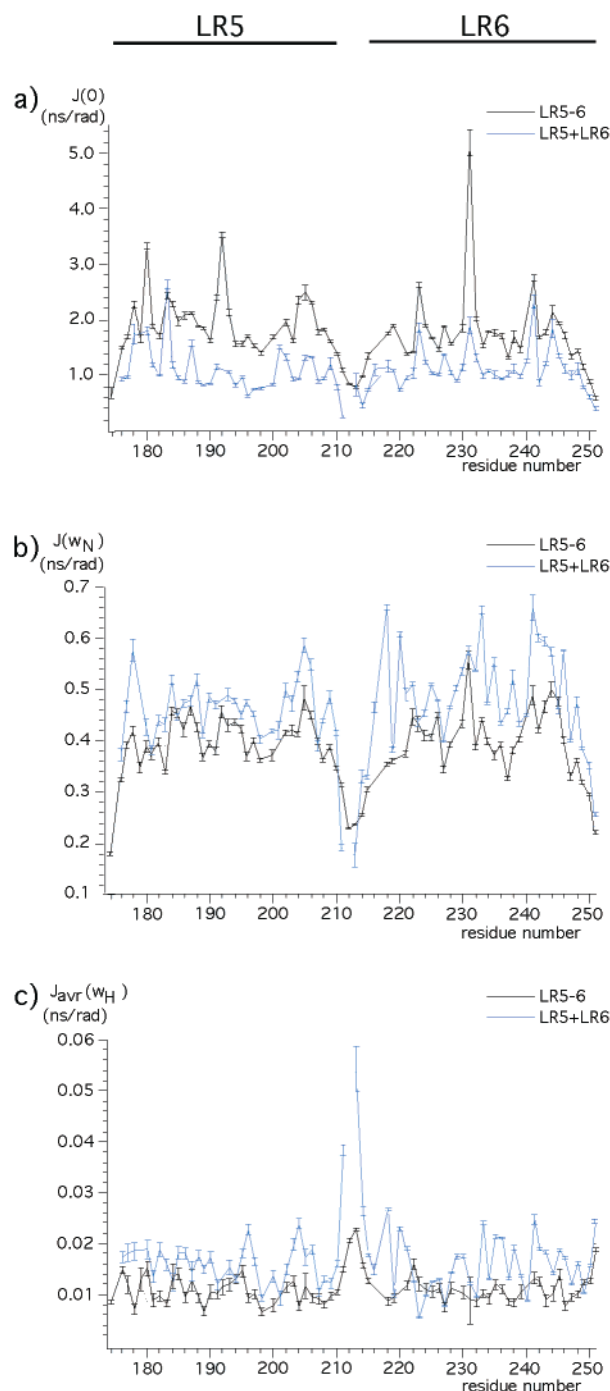 LR5 LR6
a)
J(0)
(ns/rad)
LR5-6
LR5+LR6
5.0
4.0
3.0
2.0
1.0
180 190 200 210 220 230 240 250
residue number
b)
J(wN)
(ns/rad)
LR5-6
LR5+LR6
0.7
0.6
0.5
0.4
0.3
0.2
0.1
180 190 200 210 220 230 240 250
residue number
c)
Javr(wH)
(ns/rad)
LR5-6
LR5+LR6
0.06
0.05
0.04
0.03
0.02
0.01
180 190 200 210 220 230 240 250
residue number